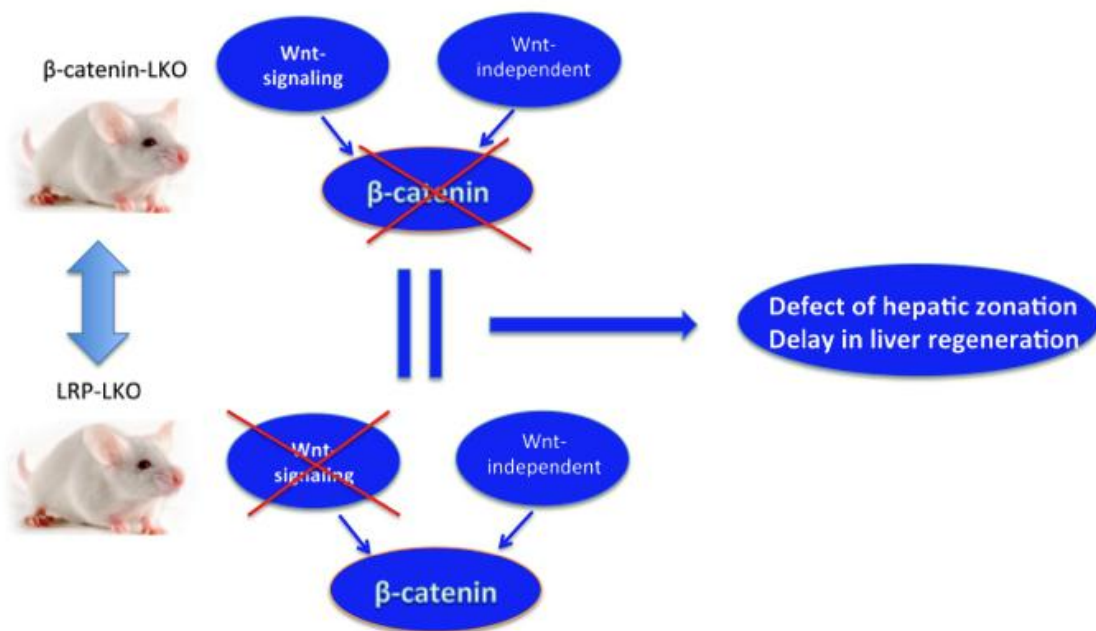 β-catenin-LKO
Wnt-
signaling
Wnt-
independent
β-catenin
Defect of hepatic zonation
Delay in liver regeneration
LRP-LKO
Wnt-
signaling
Wnt-
independent
β-catenin